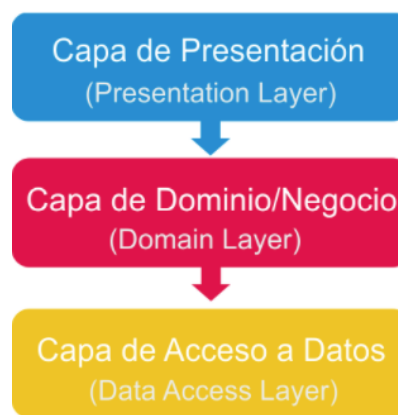 Capa de Presentación
(Presentation Layer)
Capa de Dominio/Negocio
(Domain Layer)
Capa de Acceso a Datos
(Data Access Layer)